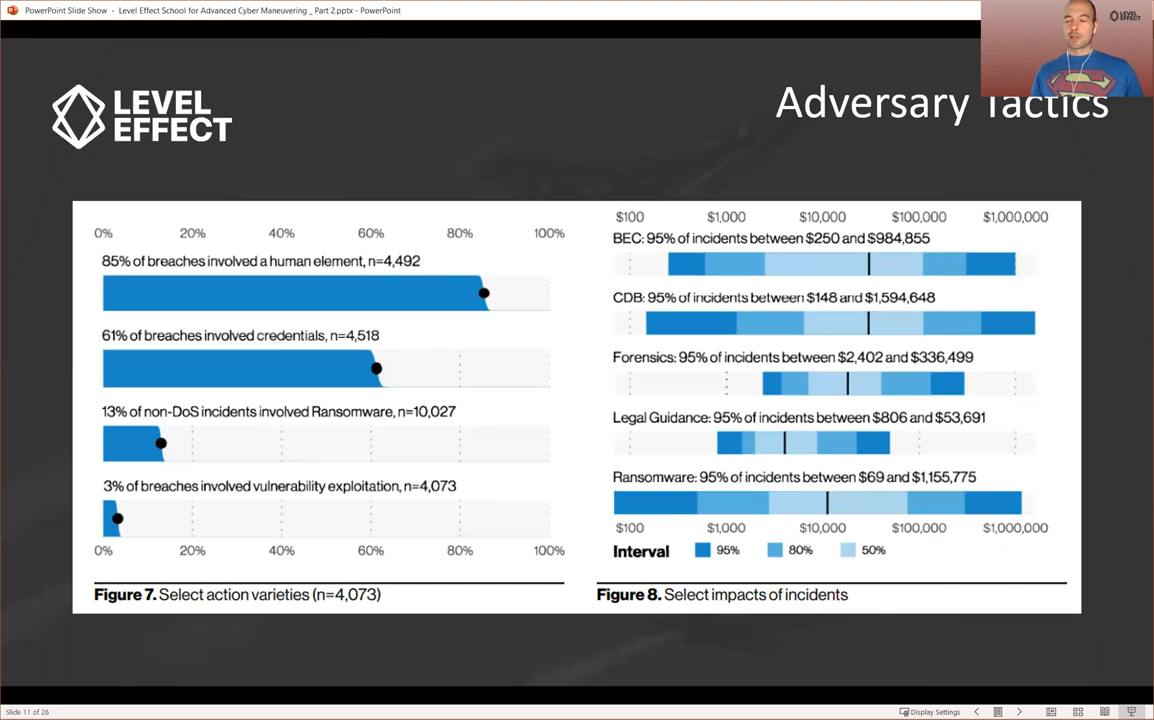 PowerPoint Slide Show - Level Effect School for Advanced Cyber Maneuvering _ Part 2.pptx - PowerPoint
LEVEL
EFFECT
LEVEL
EFFECT
Adversary Tactics
0% 20% 40% 60% 80% 100%
85% of breaches involved a human element, n=4,492
61% of breaches involved credentials, n=4,518
13% of non-DoS incidents involved Ransomware, n=10,027
3% of breaches involved vulnerability exploitation, n=4,073
0% 20% 40% 60% 80% 100%
Figure 7. Select action varieties (n=4,073)
$100 $1,000 $10,000 $100,000 $1,000,000
BEC: 95% of incidents between $250 and $984,855
CDB: 95% of incidents between $148 and $1,594,648
Forensics: 95% of incidents between $2,402 and $336,499
Legal Guidance: 95% of incidents between $806 and $53,691
Ransomware: 95% of incidents between $69 and $1,155,775
$100 $1,000 $10,000 $100,000 $1,000,000
Interval 95% 80% 50%
Figure 8. Select impacts of incidents
Slide 11 of 26
Display Settings